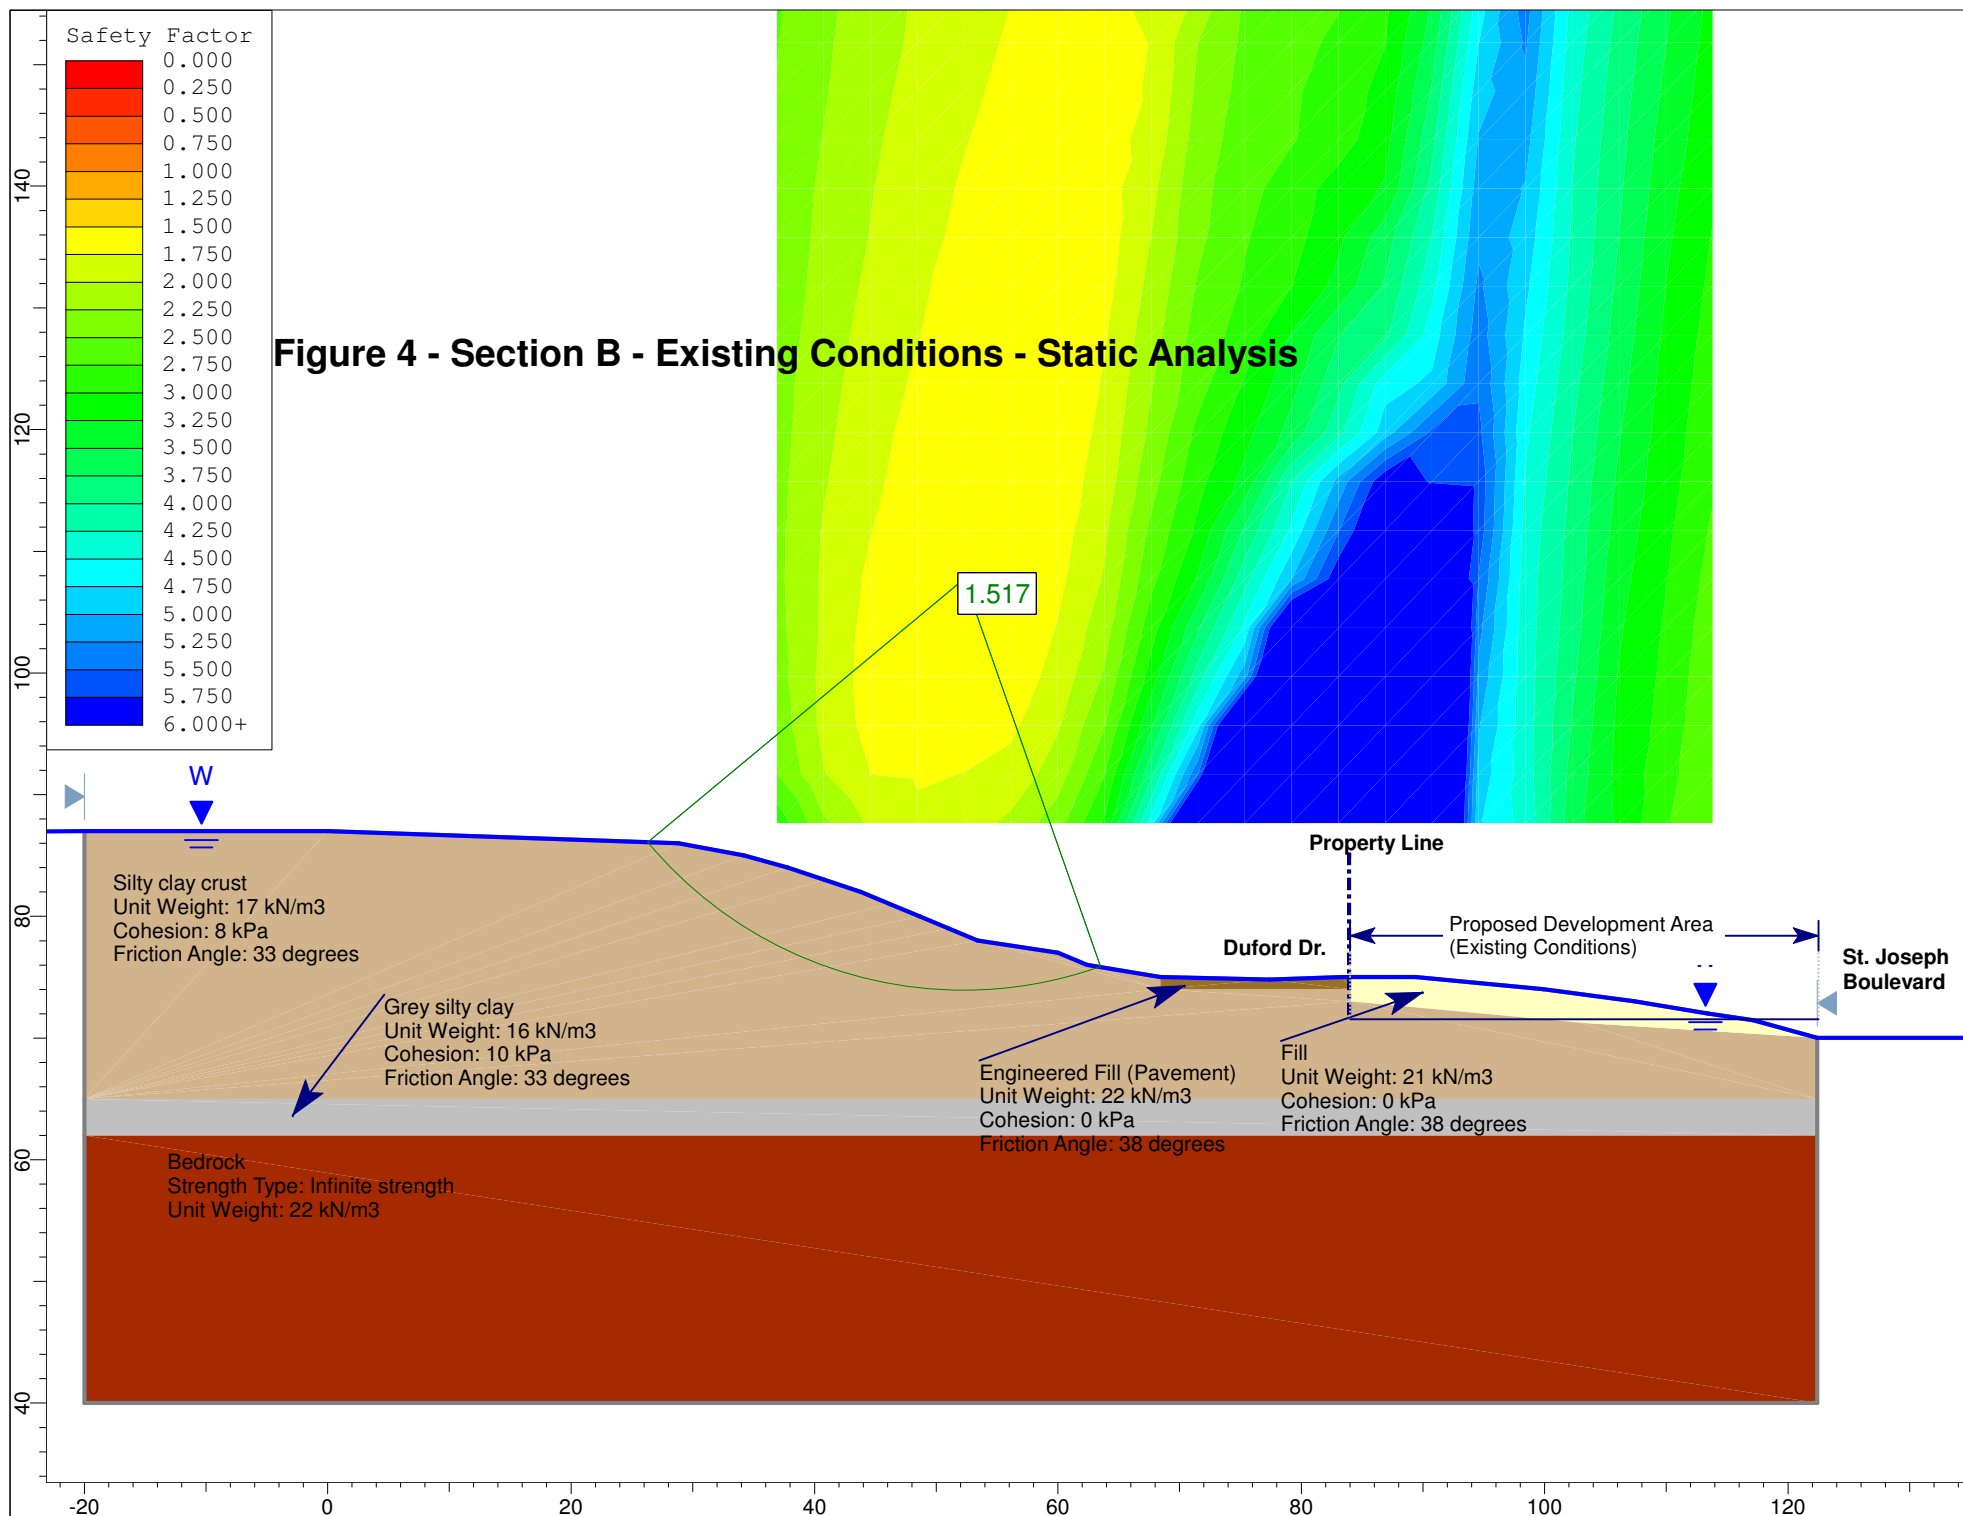 Safety Factor
0.000
0.250
0.500
0.750
1.000
1.250
1.500
1.750
2.000
2.250
2.500
2.750
3.000
3.250
3.500
3.750
4.000
4.250
4.500
4.750
5.000
5.250
5.500
5.750
6.000+
Figure 4 - Section B - Existing Conditions - Static Analysis
1.517
W
Silty clay crust
Unit Weight: 17 kN/m3
Cohesion: 8 kPa
Friction Angle: 33 degrees
Grey silty clay
Unit Weight: 16 kN/m3
Cohesion: 10 kPa
Friction Angle: 33 degrees
Bedrock
Strength Type: Infinite strength
Unit Weight: 22 kN/m3
Property Line
Duford Dr.
Proposed Development Area
(Existing Conditions)
St. Joseph
Boulevard
Engineered Fill (Pavement)
Unit Weight: 22 kN/m3
Cohesion: 0 kPa
Friction Angle: 38 degrees
Fill
Unit Weight: 21 kN/m3
Cohesion: 0 kPa
Friction Angle: 38 degrees
140
120
100
80
60
40
-20
0
20
40
60
80
100
120